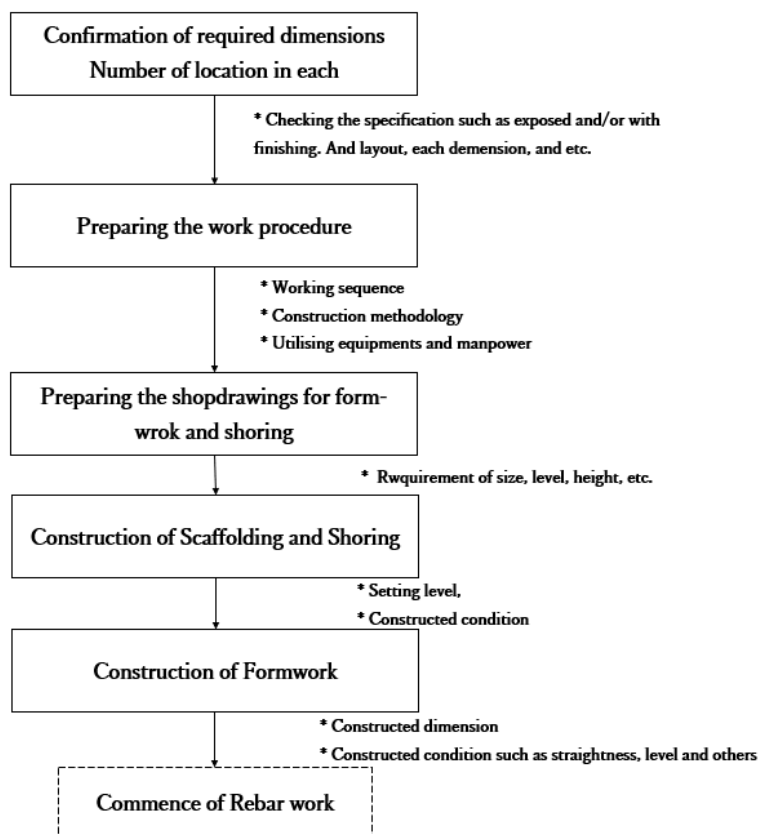 Confirmation of required dimensions
Number of location in each
* Checking the specification such as exposed and/or with
finishing. And layout, each demension, and etc.
Preparing the work procedure
* Working sequence
* Construction methodology
* Utilising equipments and manpower
Preparing the shopdrawings for form-
wrok and shoring
* Rwquirement of size, level, height, etc.
Construction of Scaffolding and Shoring
* Setting level,
* Constructed condition
Construction of Formwork
* Constructed dimension
* Constructed condition such as straightness, level and others
Commence of Rebar work